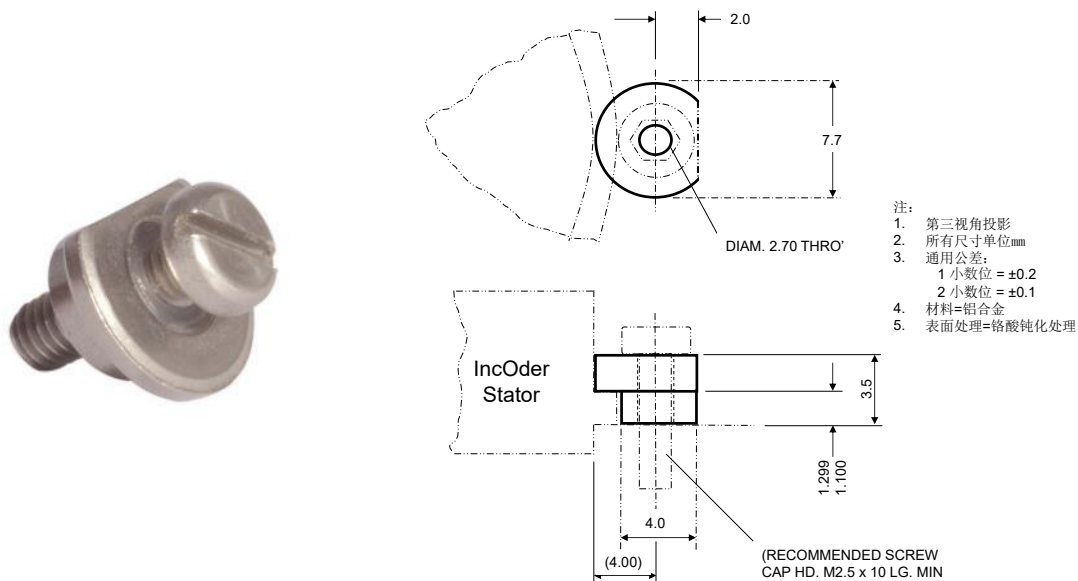 2.0
7.7
DIAM. 2.70 THRO'
注:
1. 第三视角投影
2. 所有尺寸单位mm
3. 通用公差:
1 小数位 = ±0.2
2 小数位 = ±0.1
4. 材料=铝合金
5. 表面处理=铬酸钝化处理
IncOder
Stator
3.5
1.299
1.100
4.0
(4.00)
(RECOMMENDED SCREW
CAP HD. M2.5 x 10 LG. MIN